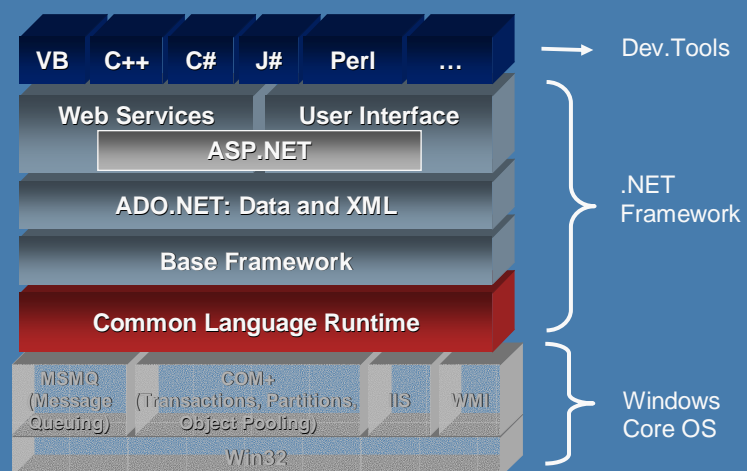 VB C++ C# J# Perl ...
Dev.Tools
Web Services User Interface
ASP.NET
ADO.NET: Data and XML
Base Framework
Common Language Runtime
.NET
Framework
MSMQ
(Message
Queuing)
COM+
(Transactions, Partitions,
Object Pooling)
IIS
WMI
Win32
Windows
Core OS